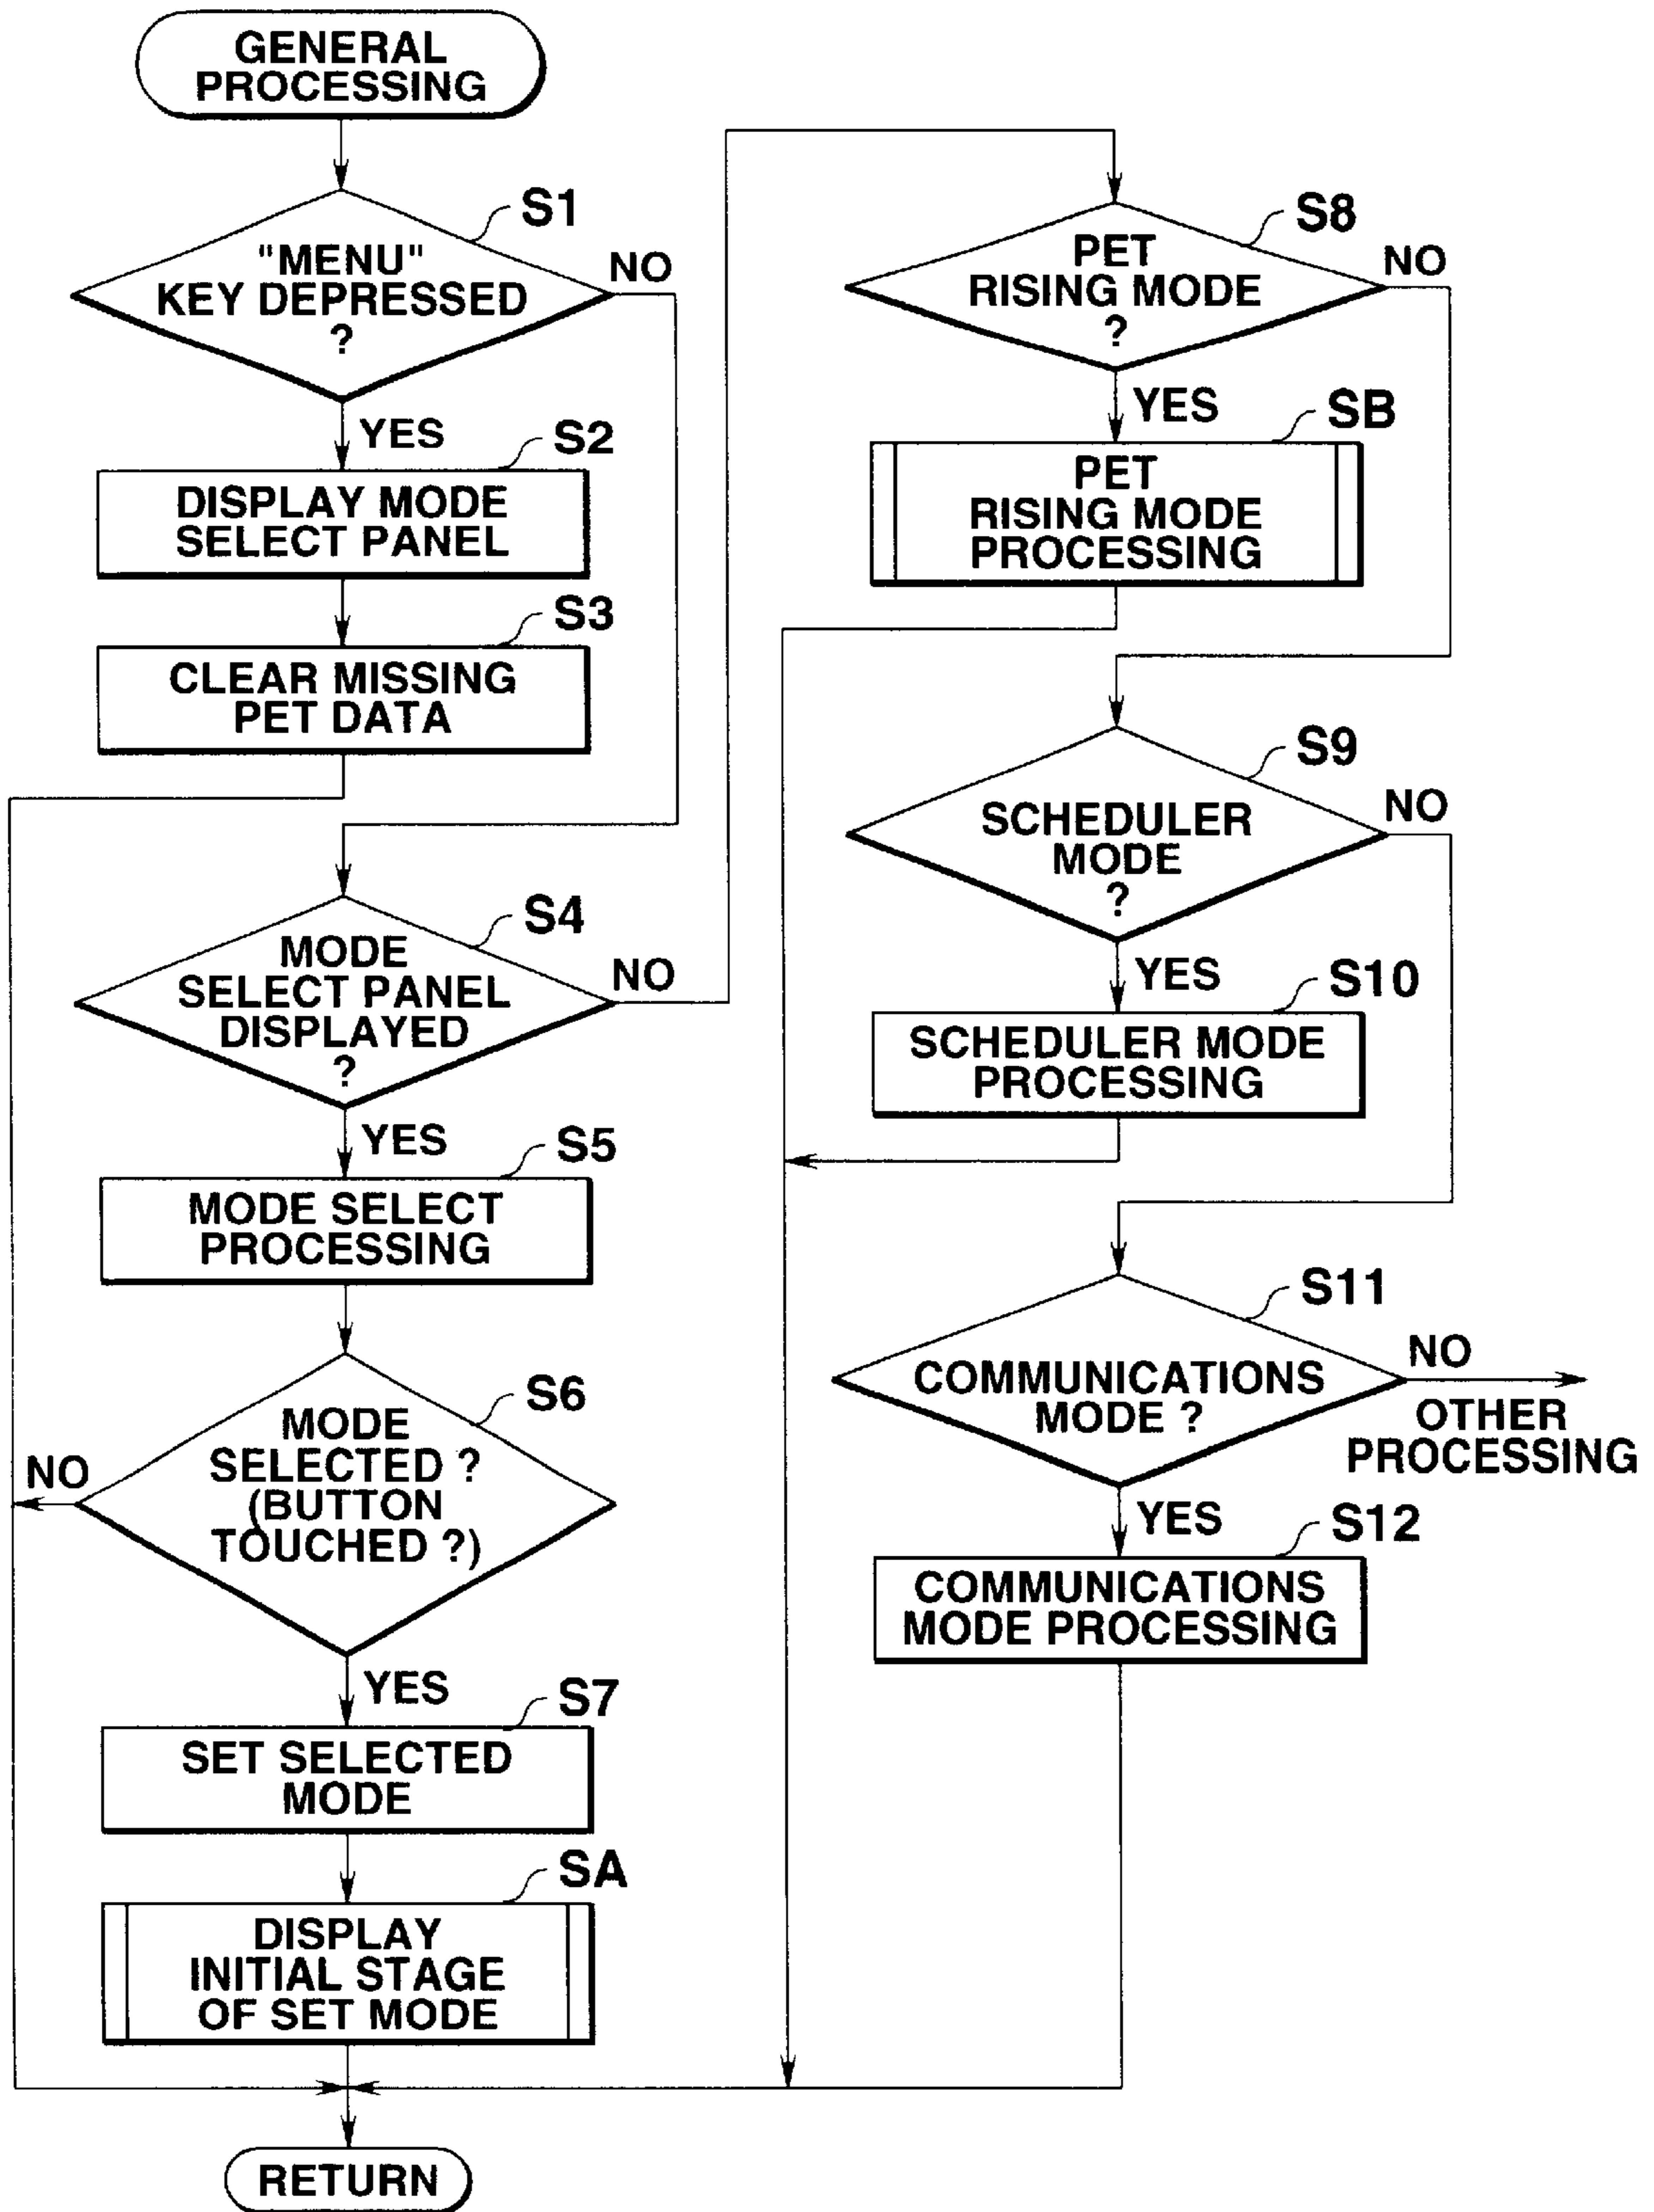 GENERAL
PROCESSING
S1
"MENU"
KEY DEPRESSED
?
NO
YES
S2
DISPLAY MODE
SELECT PANEL
S3
CLEAR MISSING
PET DATA
S4
MODE
SELECT PANEL
DISPLAYED
?
NO
YES
S5
MODE SELECT
PROCESSING
S6
MODE
SELECTED ?
(BUTTON
TOUCHED ?)
NO
YES
S7
SET SELECTED
MODE
SA
DISPLAY
INITIAL STAGE
OF SET MODE
RETURN
S8
PET
RISING MODE
?
NO
YES
SB
PET
RISING MODE
PROCESSING
S9
SCHEDULER
MODE
?
NO
YES
S10
SCHEDULER MODE
PROCESSING
S11
COMMUNICATIONS
MODE ?
NO
OTHER
PROCESSING
YES
S12
COMMUNICATIONS
MODE PROCESSING